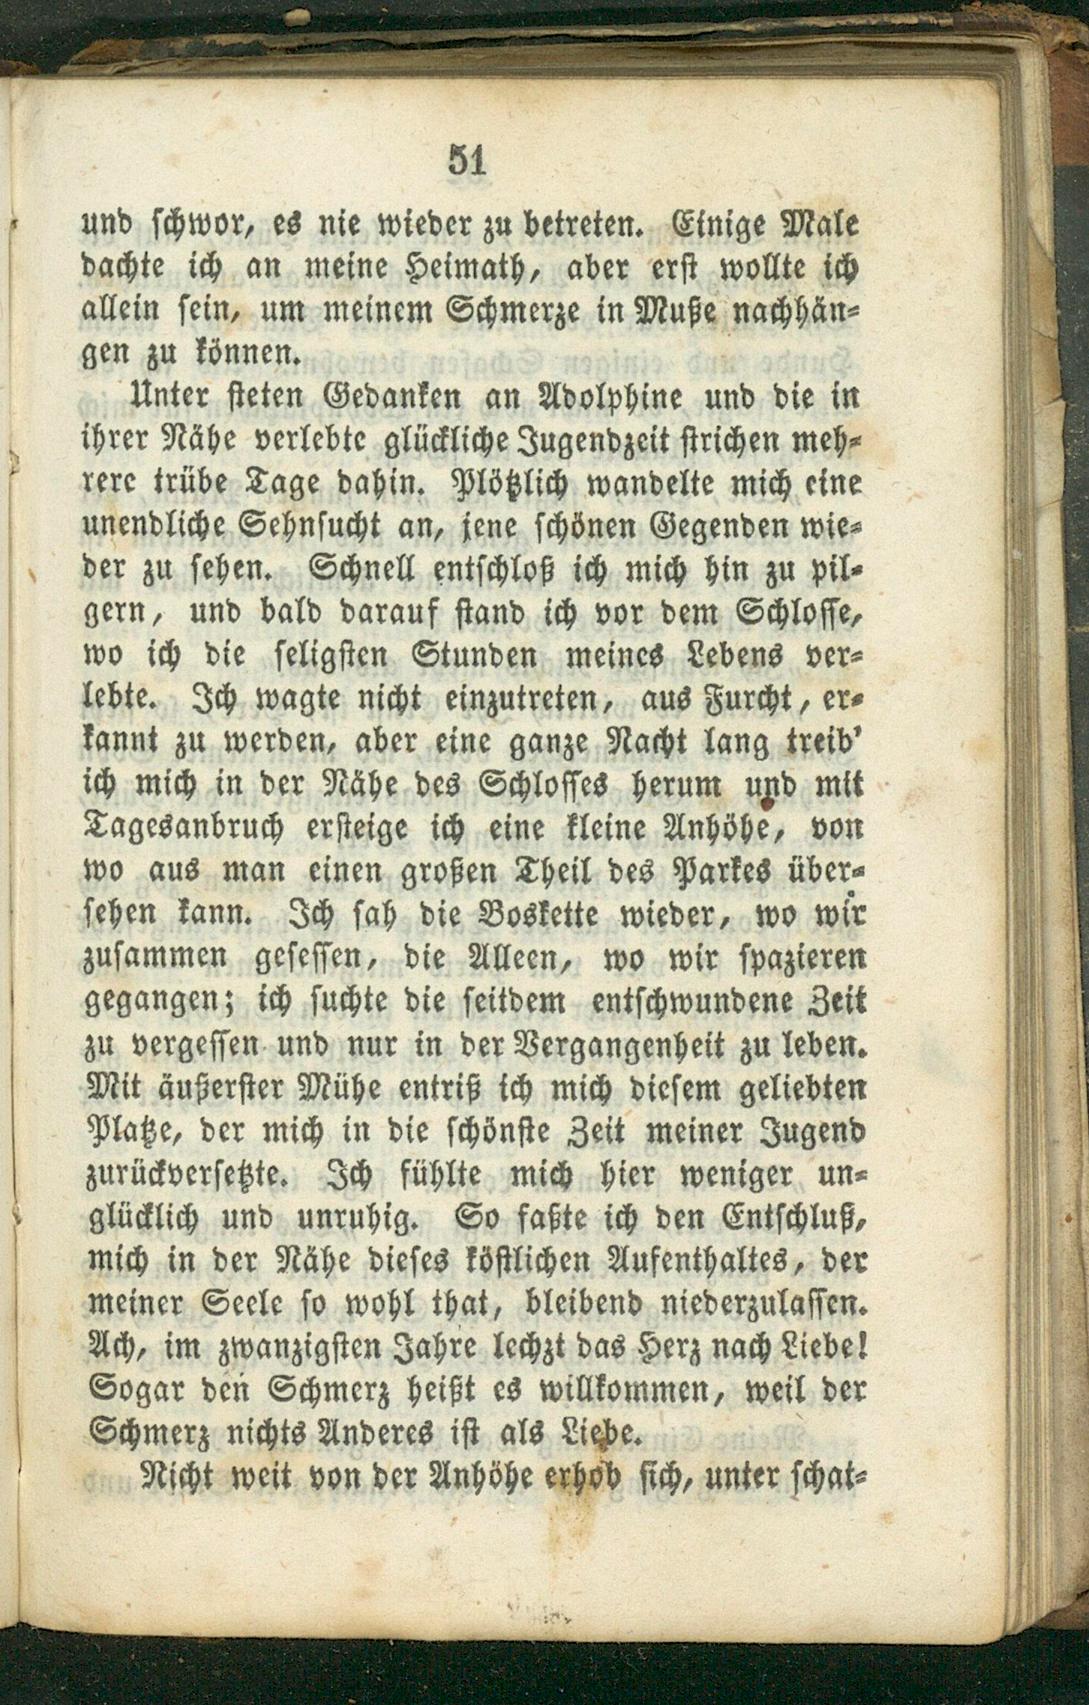 51
und schwor, es nie wieder zu betreten. Einige Male
dachte ich an meine Heimath, aber erst wollte ich
allein sein, um meinem Schmerze in Muße nachhän-
gen zu können.
Unter steten Gedanken an Adolphine und die in
ihrer Nähe verlebte glückliche Jugendzeit strichen meh-
rere trübe Tage dahin. Plötzlich wandelte mich eine
unendliche Sehnsucht an, jene schönen Gegenden wie-
der zu sehen. Schnell entschloß ich mich hin zu pil-
gern, und bald darauf stand ich vor dem Schlosse,
wo ich die seligsten Stunden meines Lebens ver-
lebte. Ich wagte nicht einzutreten, aus Furcht, er-
kannt zu werden, aber eine ganze Nacht lang treib'
ich mich in der Nähe des Schlosses herum und mit
Tagesanbruch ersteige ich eine kleine Anhöhe, von
wo aus man einen großen Theil des Parkes über-
sehen kann. Ich sah die Boskette wieder, wo wir
zusammen gesessen, die Alleen, wo wir spazieren
gegangen; ich suchte die seitdem entschwundene Zeit
zu vergessen und nur in der Vergangenheit zu leben.
Mit äußerster Mühe entriß ich mich diesem geliebten
Platze, der mich in die schönste Zeit meiner Jugend
zurückversetzte. Ich fühlte mich hier weniger un-
glücklich und unruhig. So faßte ich den Entschluß,
mich in der Nähe dieses köstlichen Aufenthaltes, der
meiner Seele so wohl that, bleibend niederzulassen.
Ach, im zwanzigsten Jahre lechzt das Herz nach Liebe!
Sogar den Schmerz heißt es willkommen, weil der
Schmerz nichts Anderes ist als Liebe.
Nicht weit von der Anhöhe erhob sich, unter schat-